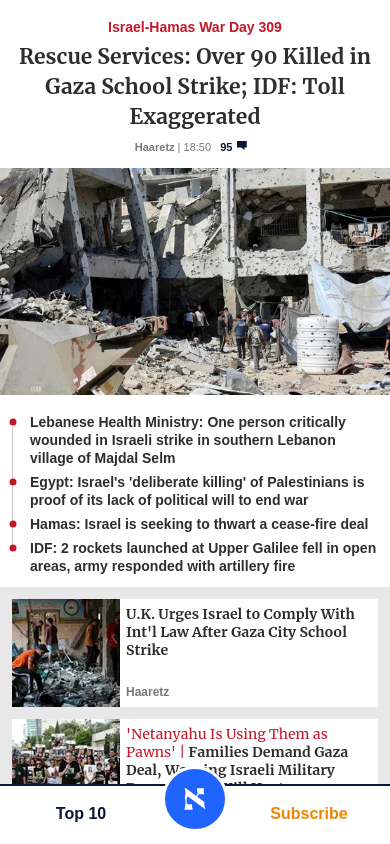 Israel-Hamas War Day 309
Rescue Services: Over 90 Killed in
Gaza School Strike; IDF: Toll
Exaggerated
Haaretz | 18:50 95
Lebanese Health Ministry: One person critically
wounded in Israeli strike in southern Lebanon
village of Majdal Selm
Egypt: Israel's 'deliberate killing' of Palestinians is
proof of its lack of political will to end war
Hamas: Israel is seeking to thwart a cease-fire deal
IDF: 2 rockets launched at Upper Galilee fell in open
areas, army responded with artillery fire
U.K. Urges Israel to Comply With
Int'l Law After Gaza City School
Strike
Haaretz
'Netanyahu Is Using Them as
Pawns' | Families Demand Gaza
Deal, Israeli Military
Top 10
Subscribe